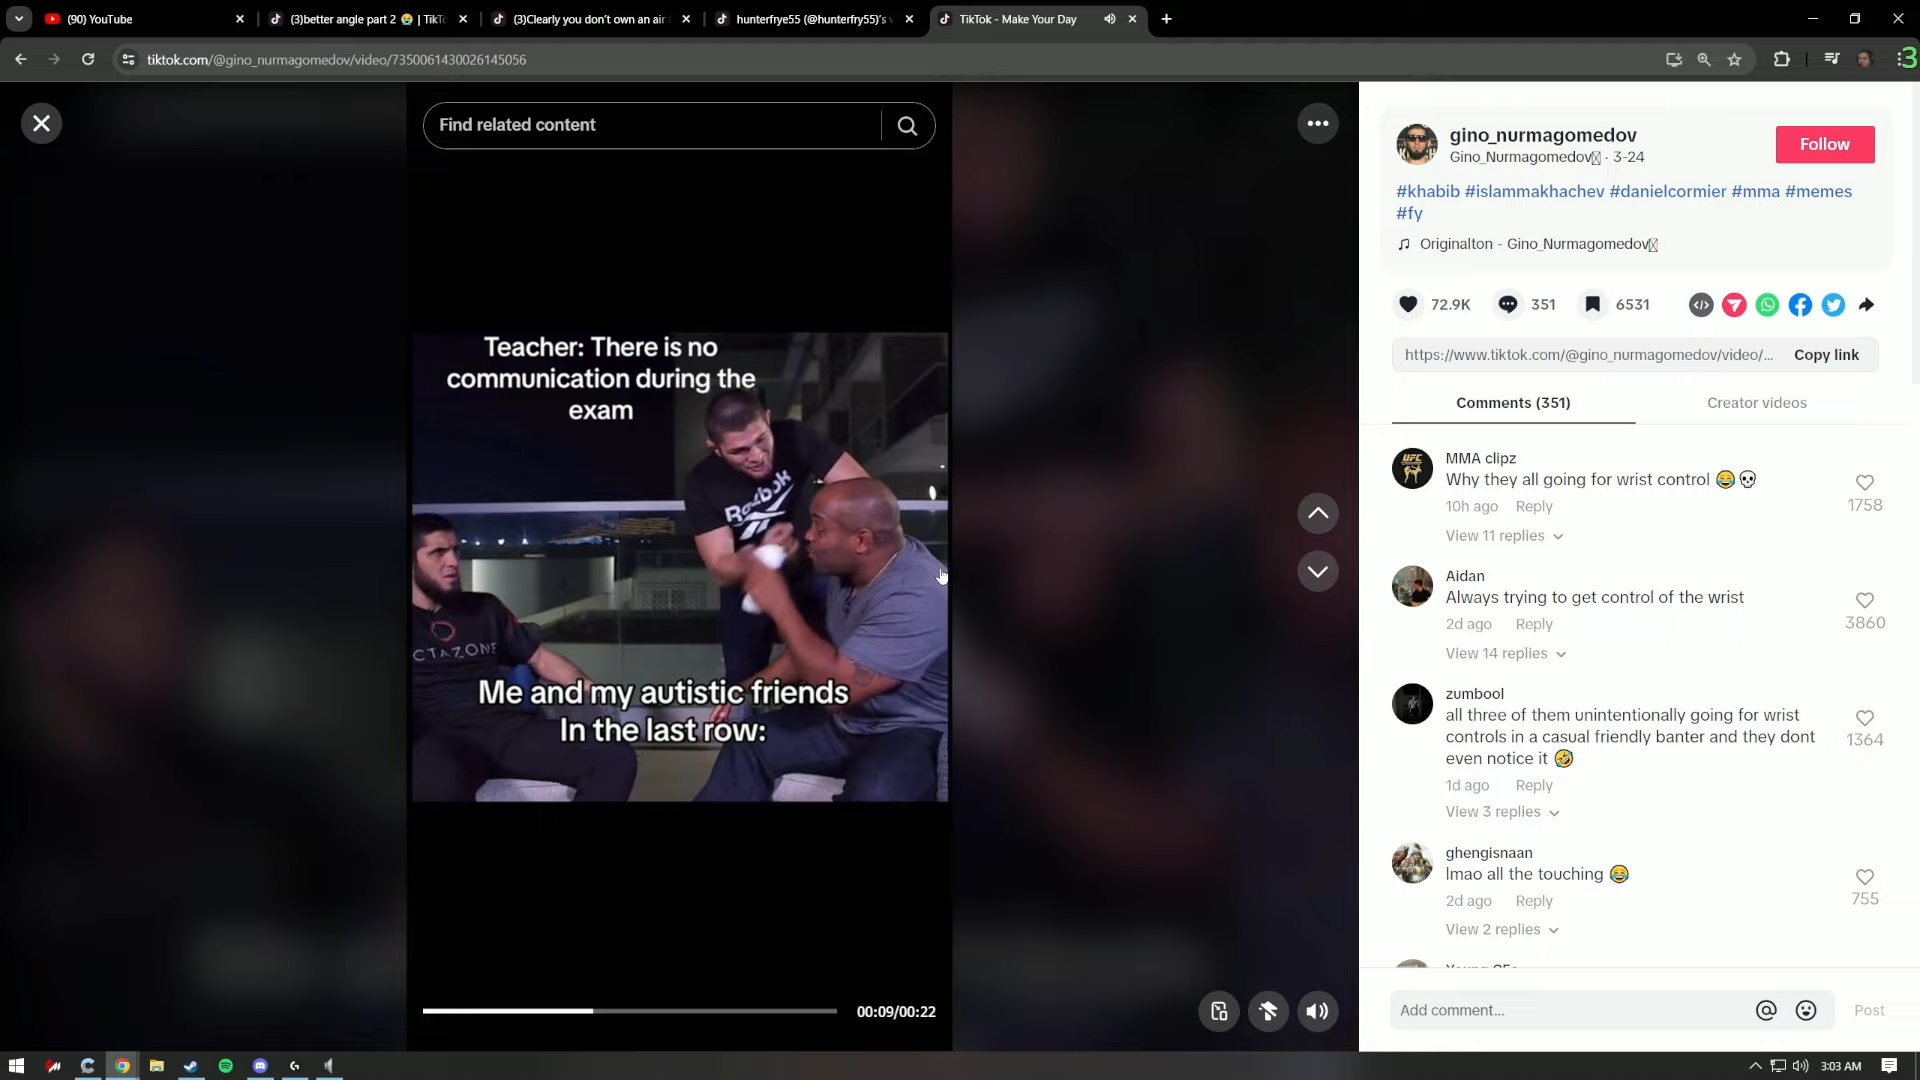 (90) YouTube
(3)better angle part 2 😂 | TikTo
(3)Clearly you don't own an air
hunterfrye55 (@hunterfry55)'s v
TikTok - Make Your Day
tiktok.com/@gino_nurmagomedov/video/7350061430026145056
3
Find related content
gino_nurmagomedov
Gino_Nurmagomedov · 3-24
Follow
#khabib #islammakhachev #danielcormier #mma #memes
#fy
Originalton - Gino_Nurmagomedov
72.9K
351
6531
https://www.tiktok.com/@gino_nurmagomedov/video/...
Copy link
Comments (351)
Creator videos
Teacher: There is no
communication during the
exam
Reebok
CTAZONE
Me and my autistic friends
In the last row:
UFC
MMA clipz
Why they all going for wrist control 😂💀
10h ago Reply
1758
View 11 replies
Aidan
Always trying to get control of the wrist
2d ago Reply
3860
View 14 replies
zumbool
all three of them unintentionally going for wrist
controls in a casual friendly banter and they dont
even notice it 🤣
1364
1d ago Reply
View 3 replies
ghengisnaan
lmao all the touching 😂
2d ago Reply
755
View 2 replies
00:09/00:22
Add comment...
Post
3:03 AM